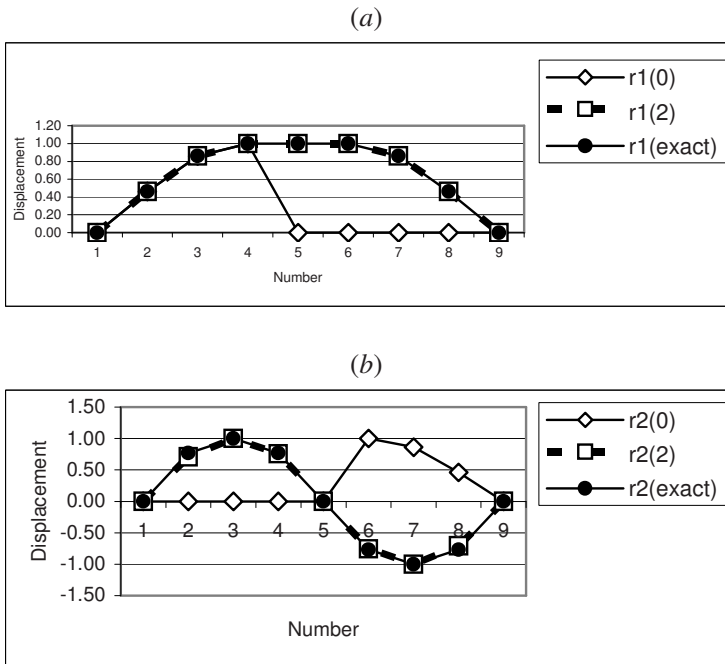 (a)
1.20
1.00
0.80
0.60
0.40
0.20
0.00
Displacement
1 2 3 4 5 6 7 8 9
Number
r1(0)
r1(2)
r1(exact)
(b)
1.50
1.00
0.50
0.00
-0.50
-1.00
-1.50
Displacement
1 2 3 4 5 6 7 8 9
Number
r2(0)
r2(2)
r2(exact)